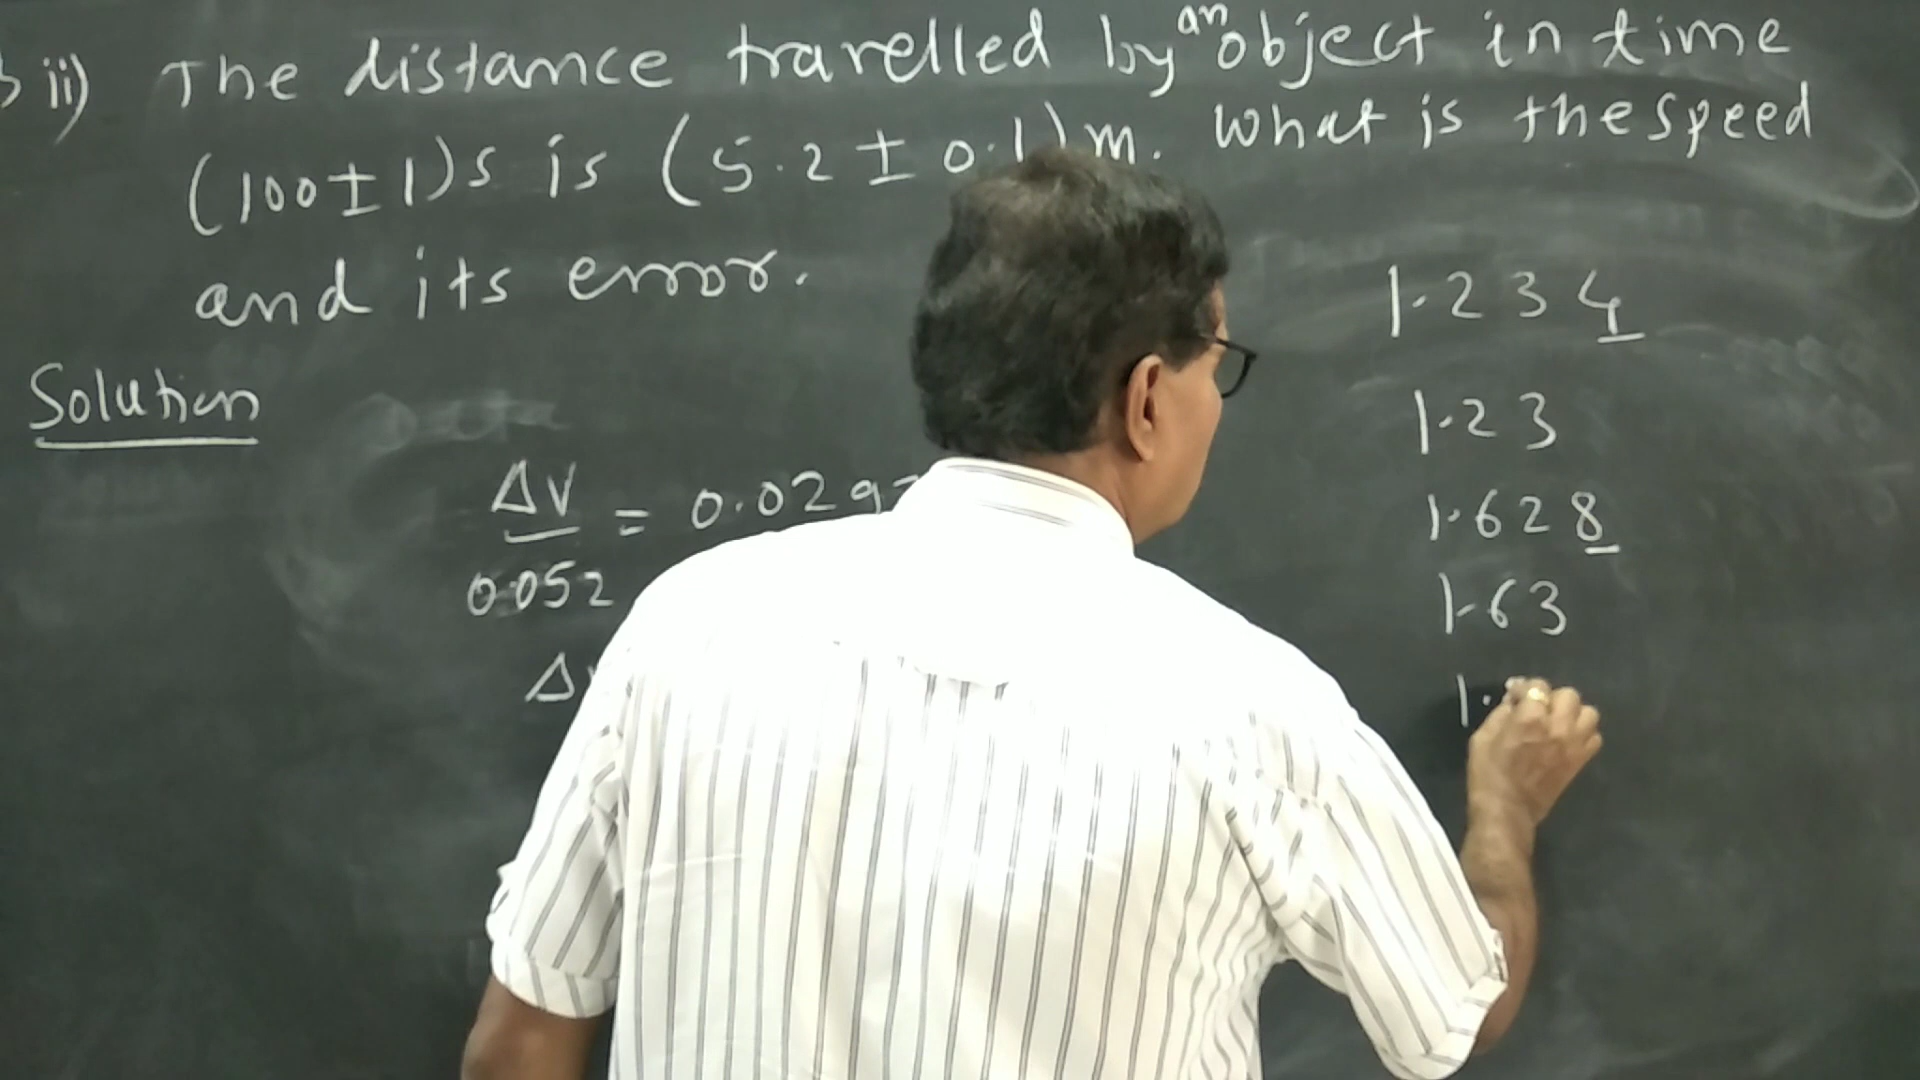 ii) The distance travelled by an object in time
(100±1)s is (5.2 ± 0.1)m. What is the speed
and its error.
Solution
ΔV
= 0.029
0.052
Δ
1.234
1.23
1.628
1.63
1.